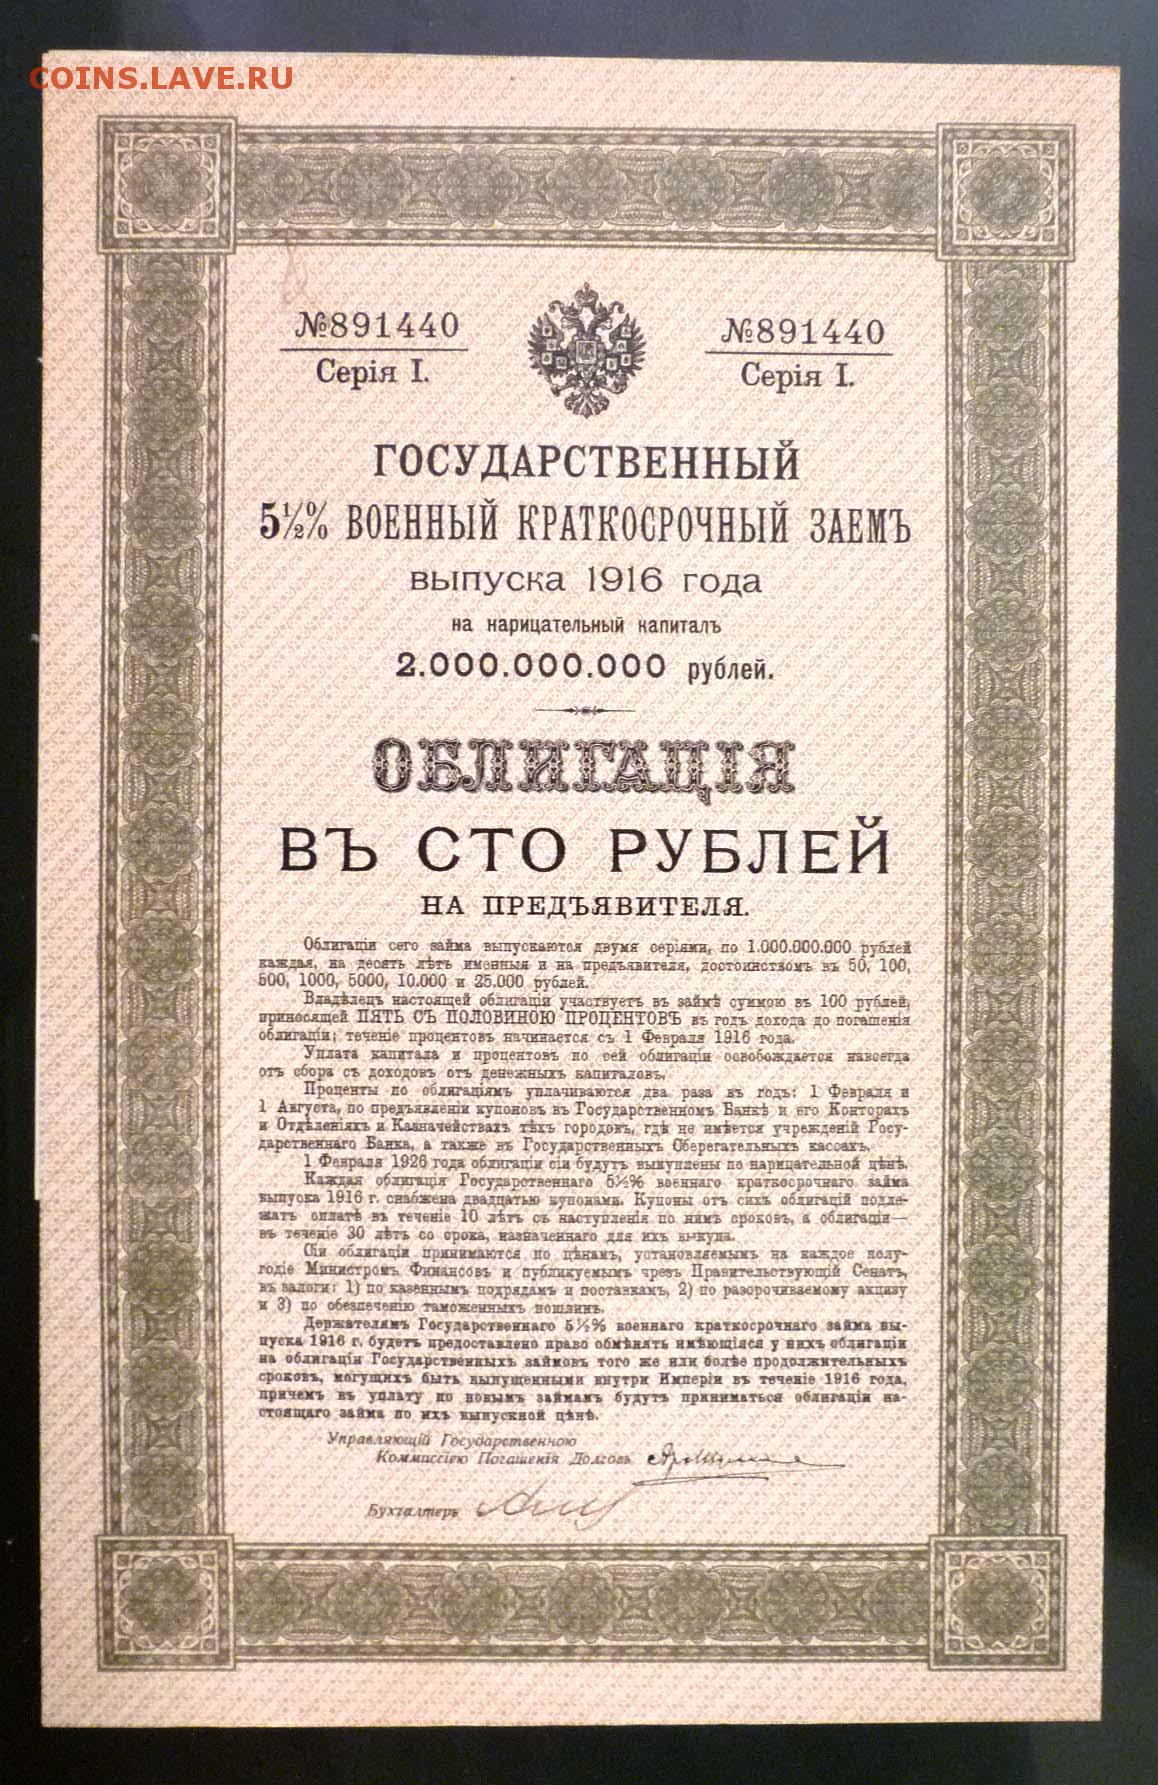 COINS.LAVE.RU
№891440
Серія I.
№891440
Серія I.
ГОСУДАРСТВЕННЫЙ
5½% ВОЕННЫЙ КРАТКОСРОЧНЫЙ ЗАЕМЪ
ВЫПУСКА 1916 ГОДА
на нарицательный капиталъ
2.000.000.000 рублей.
ОБЛИГАЦІЯ
ВЪ СТО РУБЛЕЙ
НА ПРЕДЪЯВИТЕЛЯ.
Облигаціи сего займа выпускаются двумя серіями, по 1.000.000.000 рублей
каждая, на десять лѣтъ именныя и на предъявителя, достоинствомъ въ 50, 100,
500, 1000, 5000, 10.000 и 25.000 рублей.
Владѣлецъ настоящей облигаціи участвуетъ въ займѣ суммою въ 100 рублей,
приносящей ПЯТЬ СЪ ПОЛОВИНОЮ ПРОЦЕНТОВЪ въ годъ дохода до погашенія
облигаціи; теченіе процентовъ начинается съ 1 Февраля 1916 года.
Уплата капитала и процентовъ по сей облигаціи освобождается навсегда
отъ сбора съ доходовъ отъ денежныхъ капиталовъ.
Проценты по облигаціямъ уплачиваются два раза въ годъ: 1 Февраля и
1 Августа, по предъявленіи купоновъ въ Государственномъ Банкѣ и его Конторахъ
и Отдѣленіяхъ и Казначействахъ тѣхъ городовъ, гдѣ не имѣется учрежденій Госу-
дарственнаго Банка, а также въ Государственныхъ Сберегательныхъ кассахъ.
1 Февраля 1926 года облигаціи сіи будутъ выкуплены по нарицательной цѣнѣ.
Каждая облигація Государственнаго 5½% военнаго краткосрочнаго займа
выпуска 1916 г. снабжена двадцатью купонами. Купоны отъ сихъ облигацій подле-
жатъ оплатѣ въ теченіе 10 лѣтъ съ наступленія по нимъ сроковъ, а облигаціи—
въ теченіе 30 лѣтъ со срока, назначеннаго для ихъ выкупа.
Сіи облигаціи принимаются по цѣнамъ, установляемымъ на каждое полу-
годіе Министромъ Финансовъ и публикуемымъ чрезъ Правительствующій Сенатъ,
въ залоги: 1) по казеннымъ подрядамъ и поставкамъ, 2) по разсрочиваемому акцизу
и 3) по обезпеченію таможенныхъ пошлинъ.
Держателямъ Государственнаго 5½% военнаго краткосрочнаго займа вы-
пуска 1916 г. будетъ предоставлено право обмѣнять имѣющіяся у нихъ облигаціи
на облигаціи Государственныхъ займовъ того же или болѣе продолжительныхъ
сроковъ, могущихъ быть выпущенными внутри Имперіи въ теченіе 1916 года,
причемъ въ уплату по новымъ займамъ будутъ приниматься облигаціи на-
стоящаго займа по ихъ выпускной цѣнѣ.
Управляющій Государственною
Коммиссіею Погашенія Долговъ
Бухгалтеръ